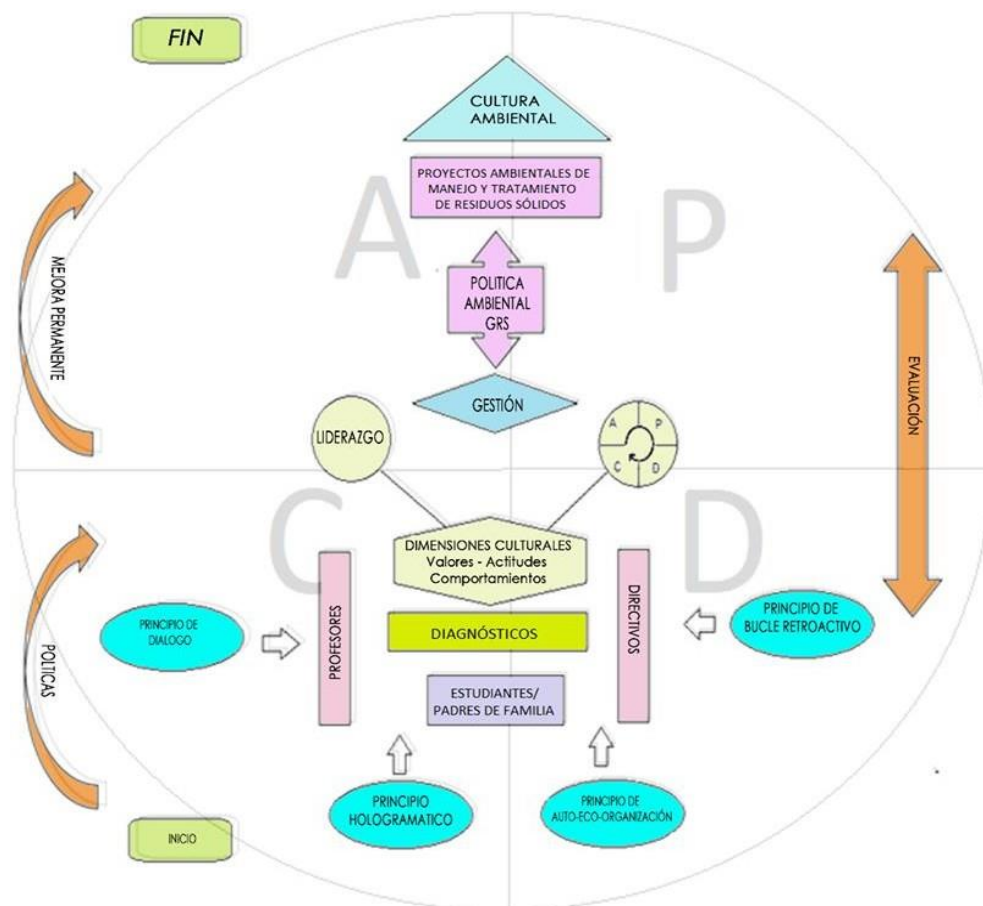 FIN
CULTURA
AMBIENTAL
PROYECTOS AMBIENTALES DE
MANEJO Y TRATAMIENTO
DE RESIDUOS SÓLIDOS
A
P
MEJORA PERMANENTE
POLITICA
AMBIENTAL
GRS
EVALUACIÓN
GESTIÓN
LIDERAZGO
A P
C D
C
D
DIMENSIONES CULTURALES
Valores - Actitudes
Comportamientos
PROFESORES
DIRECTIVOS
PRINCIPIO DE
DIALOGO
DIAGNÓSTICOS
PRINCIPIO DE
BUCLE RETROACTIVO
POLTICAS
ESTUDIANTES/
PADRES DE FAMILIA
PRINCIPIO
HOLOGRAMATICO
PRINCIPIO DE
AUTO-ECO-ORGANIZACIÓN
INICIO